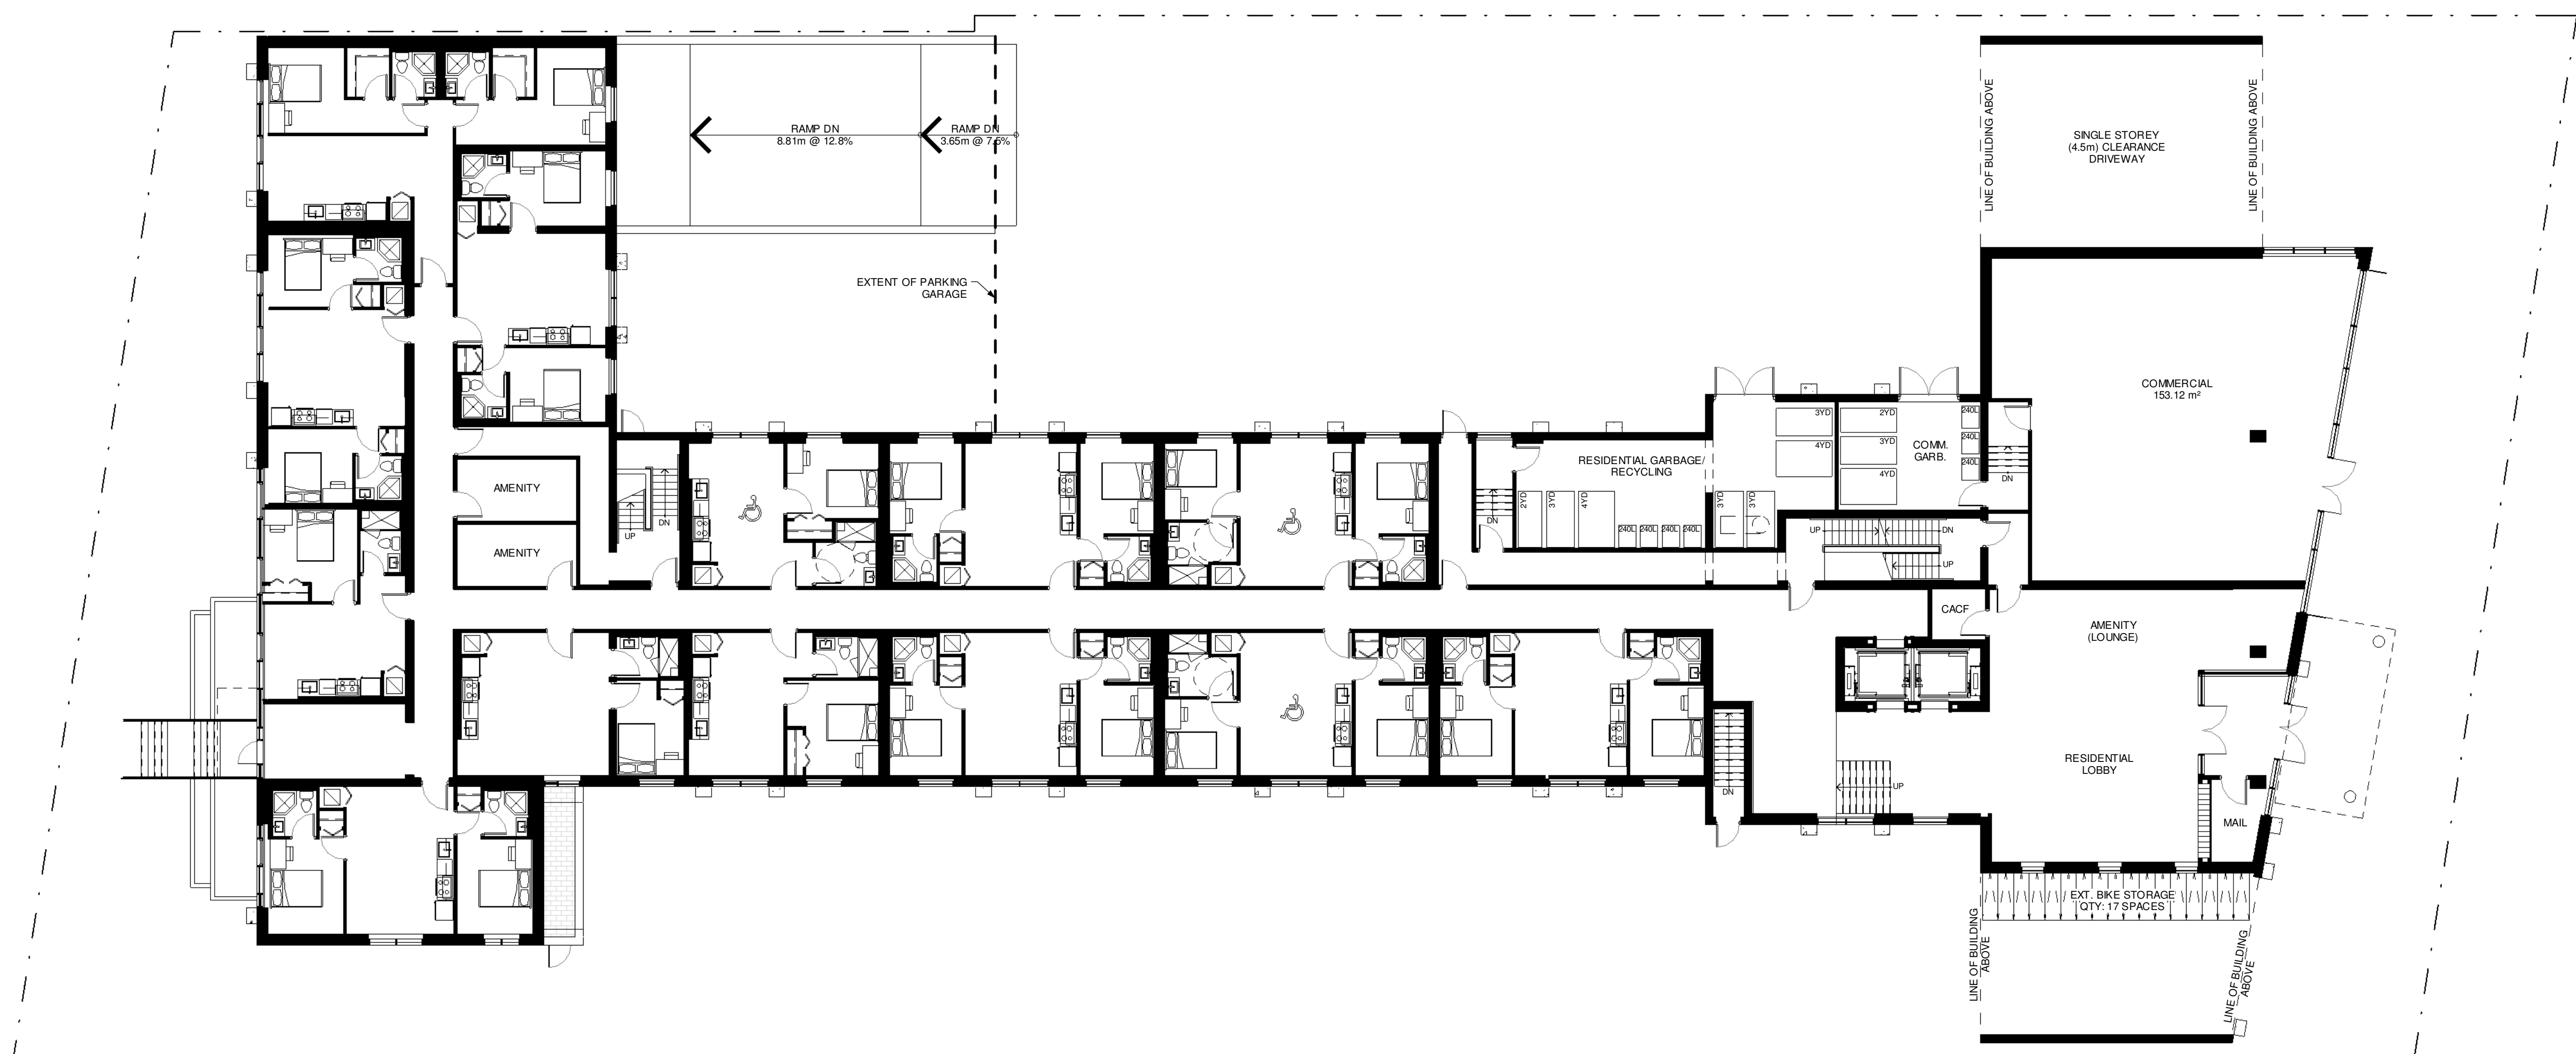 RAMP DN
8.81m @ 12.8%
RAMP DN
3.65m @ 7.5%
LINE OF BUILDING ABOVE
SINGLE STOREY
(4.5m) CLEARANCE
DRIVEWAY
LINE OF BUILDING ABOVE
EXTENT OF PARKING
GARAGE
COMMERCIAL
153.12 m²
3YD
4YD
2YD
3YD
4YD
240L
240L
240L
COMM.
GARB.
RESIDENTIAL GARBAGE/
RECYCLING
2YD
3YD
4YD
240L
240L
240L
240L
3YD
3YD
DN
DN
AMENITY
AMENITY
UP
DN
UP
DN
UP
CACF
AMENITY
(LOUNGE)
RESIDENTIAL
LOBBY
UP
DN
MAIL
EXT. BIKE STORAGE
QTY: 17 SPACES
LINE OF BUILDING
ABOVE
LINE OF BUILDING
ABOVE